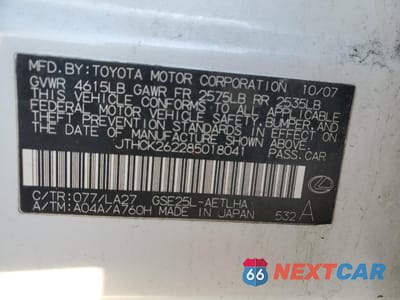 MFD. BY: TOYOTA MOTOR CORPORATION 10/07
GVWR 4615LB GAWR FR 2575LB RR 2535LB
THIS VEHICLE CONFORMS TO ALL APPLICABLE
FEDERAL MOTOR VEHICLE SAFETY, BUMPER, AND
THEFT PREVENTION STANDARDS IN EFFECT ON
THE DATE OF MANUFACTURE SHOWN ABOVE.
JTHCK262285018041 PASSENGER CAR
C/TR: 077/LA27 GSE25L-AETLHA
A/TM: A04A/A760H MADE IN JAPAN 532 A
66 NEXTCAR